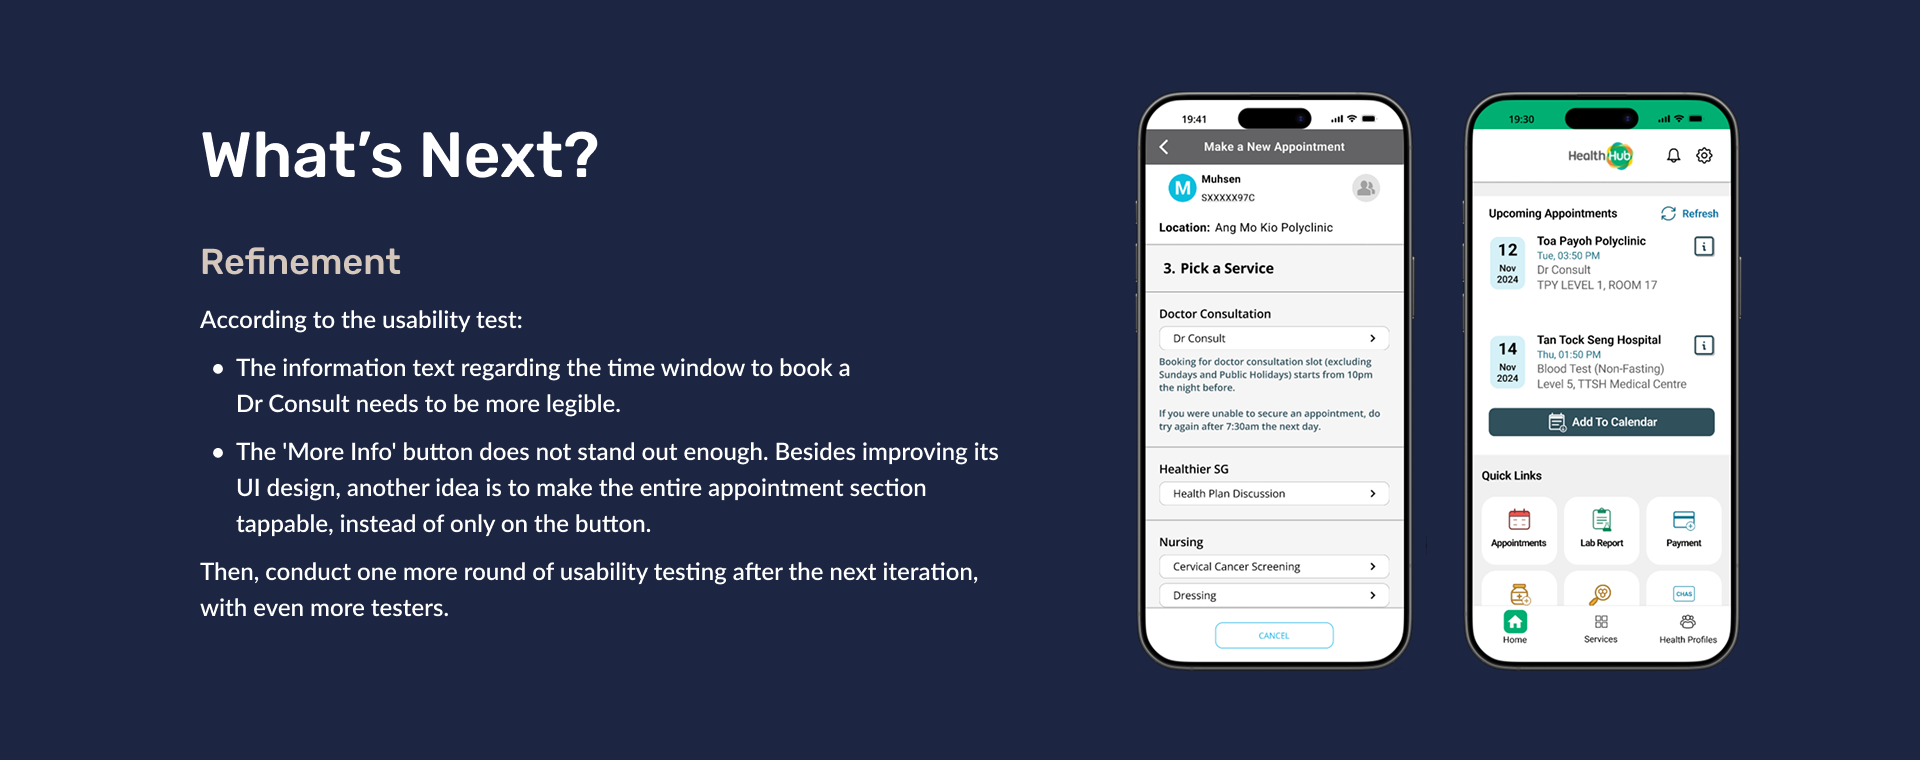 What's Next?
Refinement
According to the usability test:
• The information text regarding the time window to book a
Dr Consult needs to be more legible.
• The 'More Info' button does not stand out enough. Besides improving its
UI design, another idea is to make the entire appointment section
tappable, instead of only on the button.
Then, conduct one more round of usability testing after the next iteration,
with even more testers.
19:41
Make a New Appointment
M
Muhsen
SXXXXX97C
Location: Ang Mo Kio Polyclinic
3. Pick a Service
Doctor Consultation
Dr Consult
Booking for doctor consultation slot (excluding
Sundays and Public Holidays) starts from 10pm
the night before.
If you were unable to secure an appointment, do
try again after 7:30am the next day.
Healthier SG
Health Plan Discussion
Nursing
Cervical Cancer Screening
Dressing
CANCEL
19:30
HealthHub
Upcoming Appointments
Refresh
12
Nov
2024
Toa Payoh Polyclinic
Tue, 03:50 PM
Dr Consult
TPY LEVEL 1, ROOM 17
i
14
Nov
2024
Tan Tock Seng Hospital
Thu, 01:50 PM
Blood Test (Non-Fasting)
Level 5, TTSH Medical Centre
i
Add To Calendar
Quick Links
Appointments
Lab Report
Payment
CHAS
Home
Services
Health Profiles